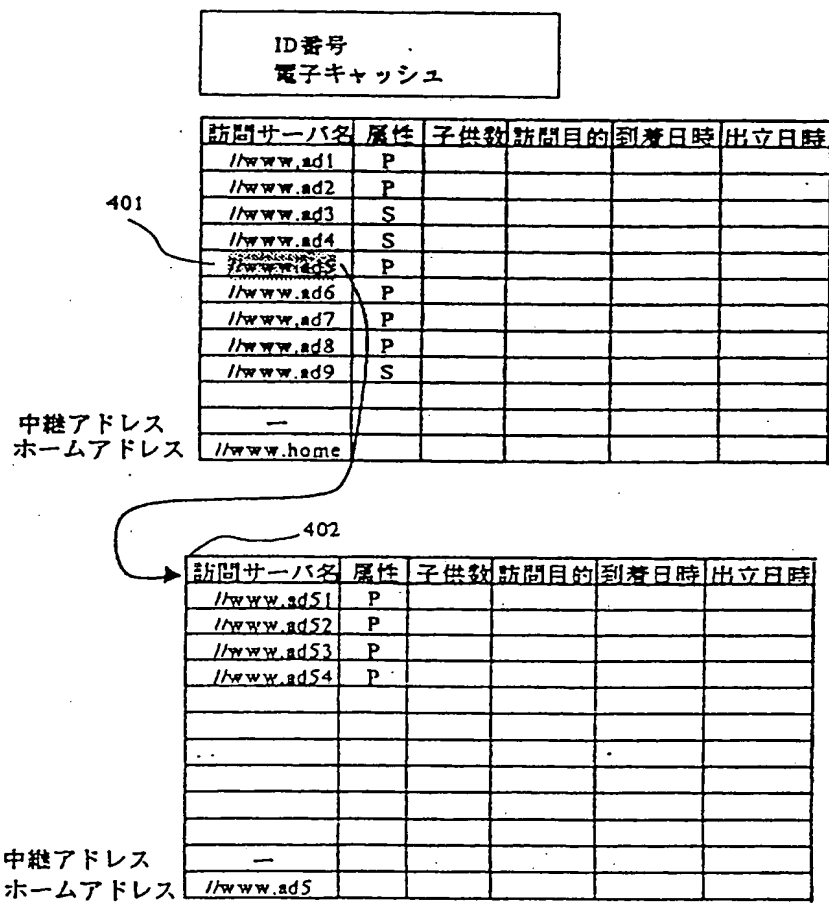 ID番号
電子キャッシュ
訪問サーバ名 属性 子供数 訪問目的 到着日時 出立日時
//www.ad1 P
//www.ad2 P
401
//www.ad3 S
//www.ad4 S
//www.ad5 P
//www.ad6 P
//www.ad7 P
//www.ad8 P
//www.ad9 S
中継アドレス ー
ホームアドレス //www.home
402
訪問サーバ名 属性 子供数 訪問目的 到着日時 出立日時
//www.ad51 P
//www.ad52 P
//www.ad53 P
//www.ad54 P
中継アドレス ー
ホームアドレス //www.ad5